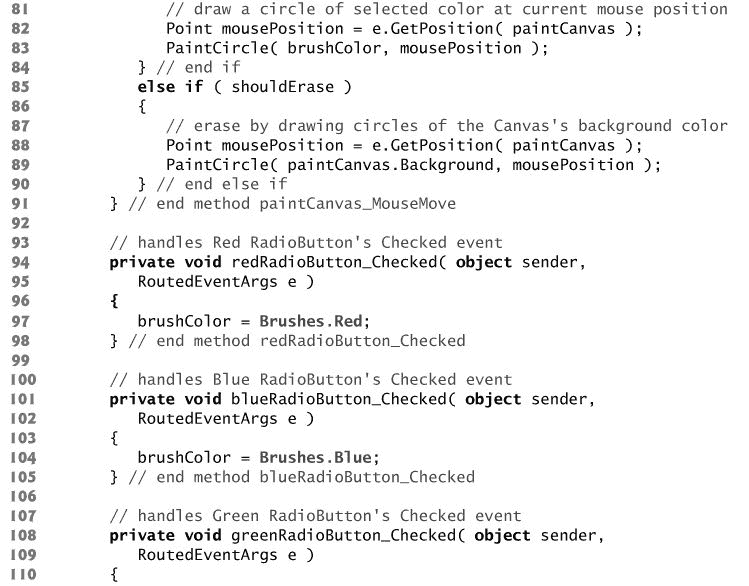 81 // draw a circle of selected color at current mouse position
82 Point mousePosition = e.GetPosition( paintCanvas );
83 PaintCircle( brushColor, mousePosition );
84 } // end if
85 else if ( shouldErase )
86 {
87 // erase by drawing circles of the Canvas's background color
88 Point mousePosition = e.GetPosition( paintCanvas );
89 PaintCircle( paintCanvas.Background, mousePosition );
90 } // end else if
91 } // end method paintCanvas_MouseMove
92
93 // handles Red RadioButton's Checked event
94 private void redRadioButton_Checked( object sender,
95 RoutedEventArgs e )
96 {
97 brushColor = Brushes.Red;
98 } // end method redRadioButton_Checked
99
100 // handles Blue RadioButton's Checked event
101 private void blueRadioButton_Checked( object sender,
102 RoutedEventArgs e )
103 {
104 brushColor = Brushes.Blue;
105 } // end method blueRadioButton_Checked
106
107 // handles Green RadioButton's Checked event
108 private void greenRadioButton_Checked( object sender,
109 RoutedEventArgs e )
110 {